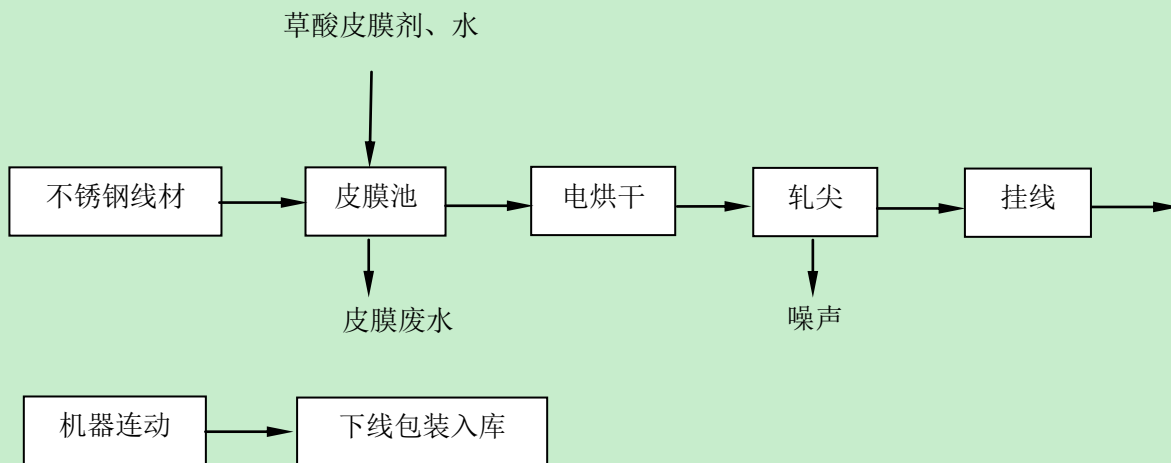 草酸皮膜剂、水
不锈钢线材
皮膜池
电烘干
轧尖
挂线
皮膜废水
噪声
机器连动
下线包装入库